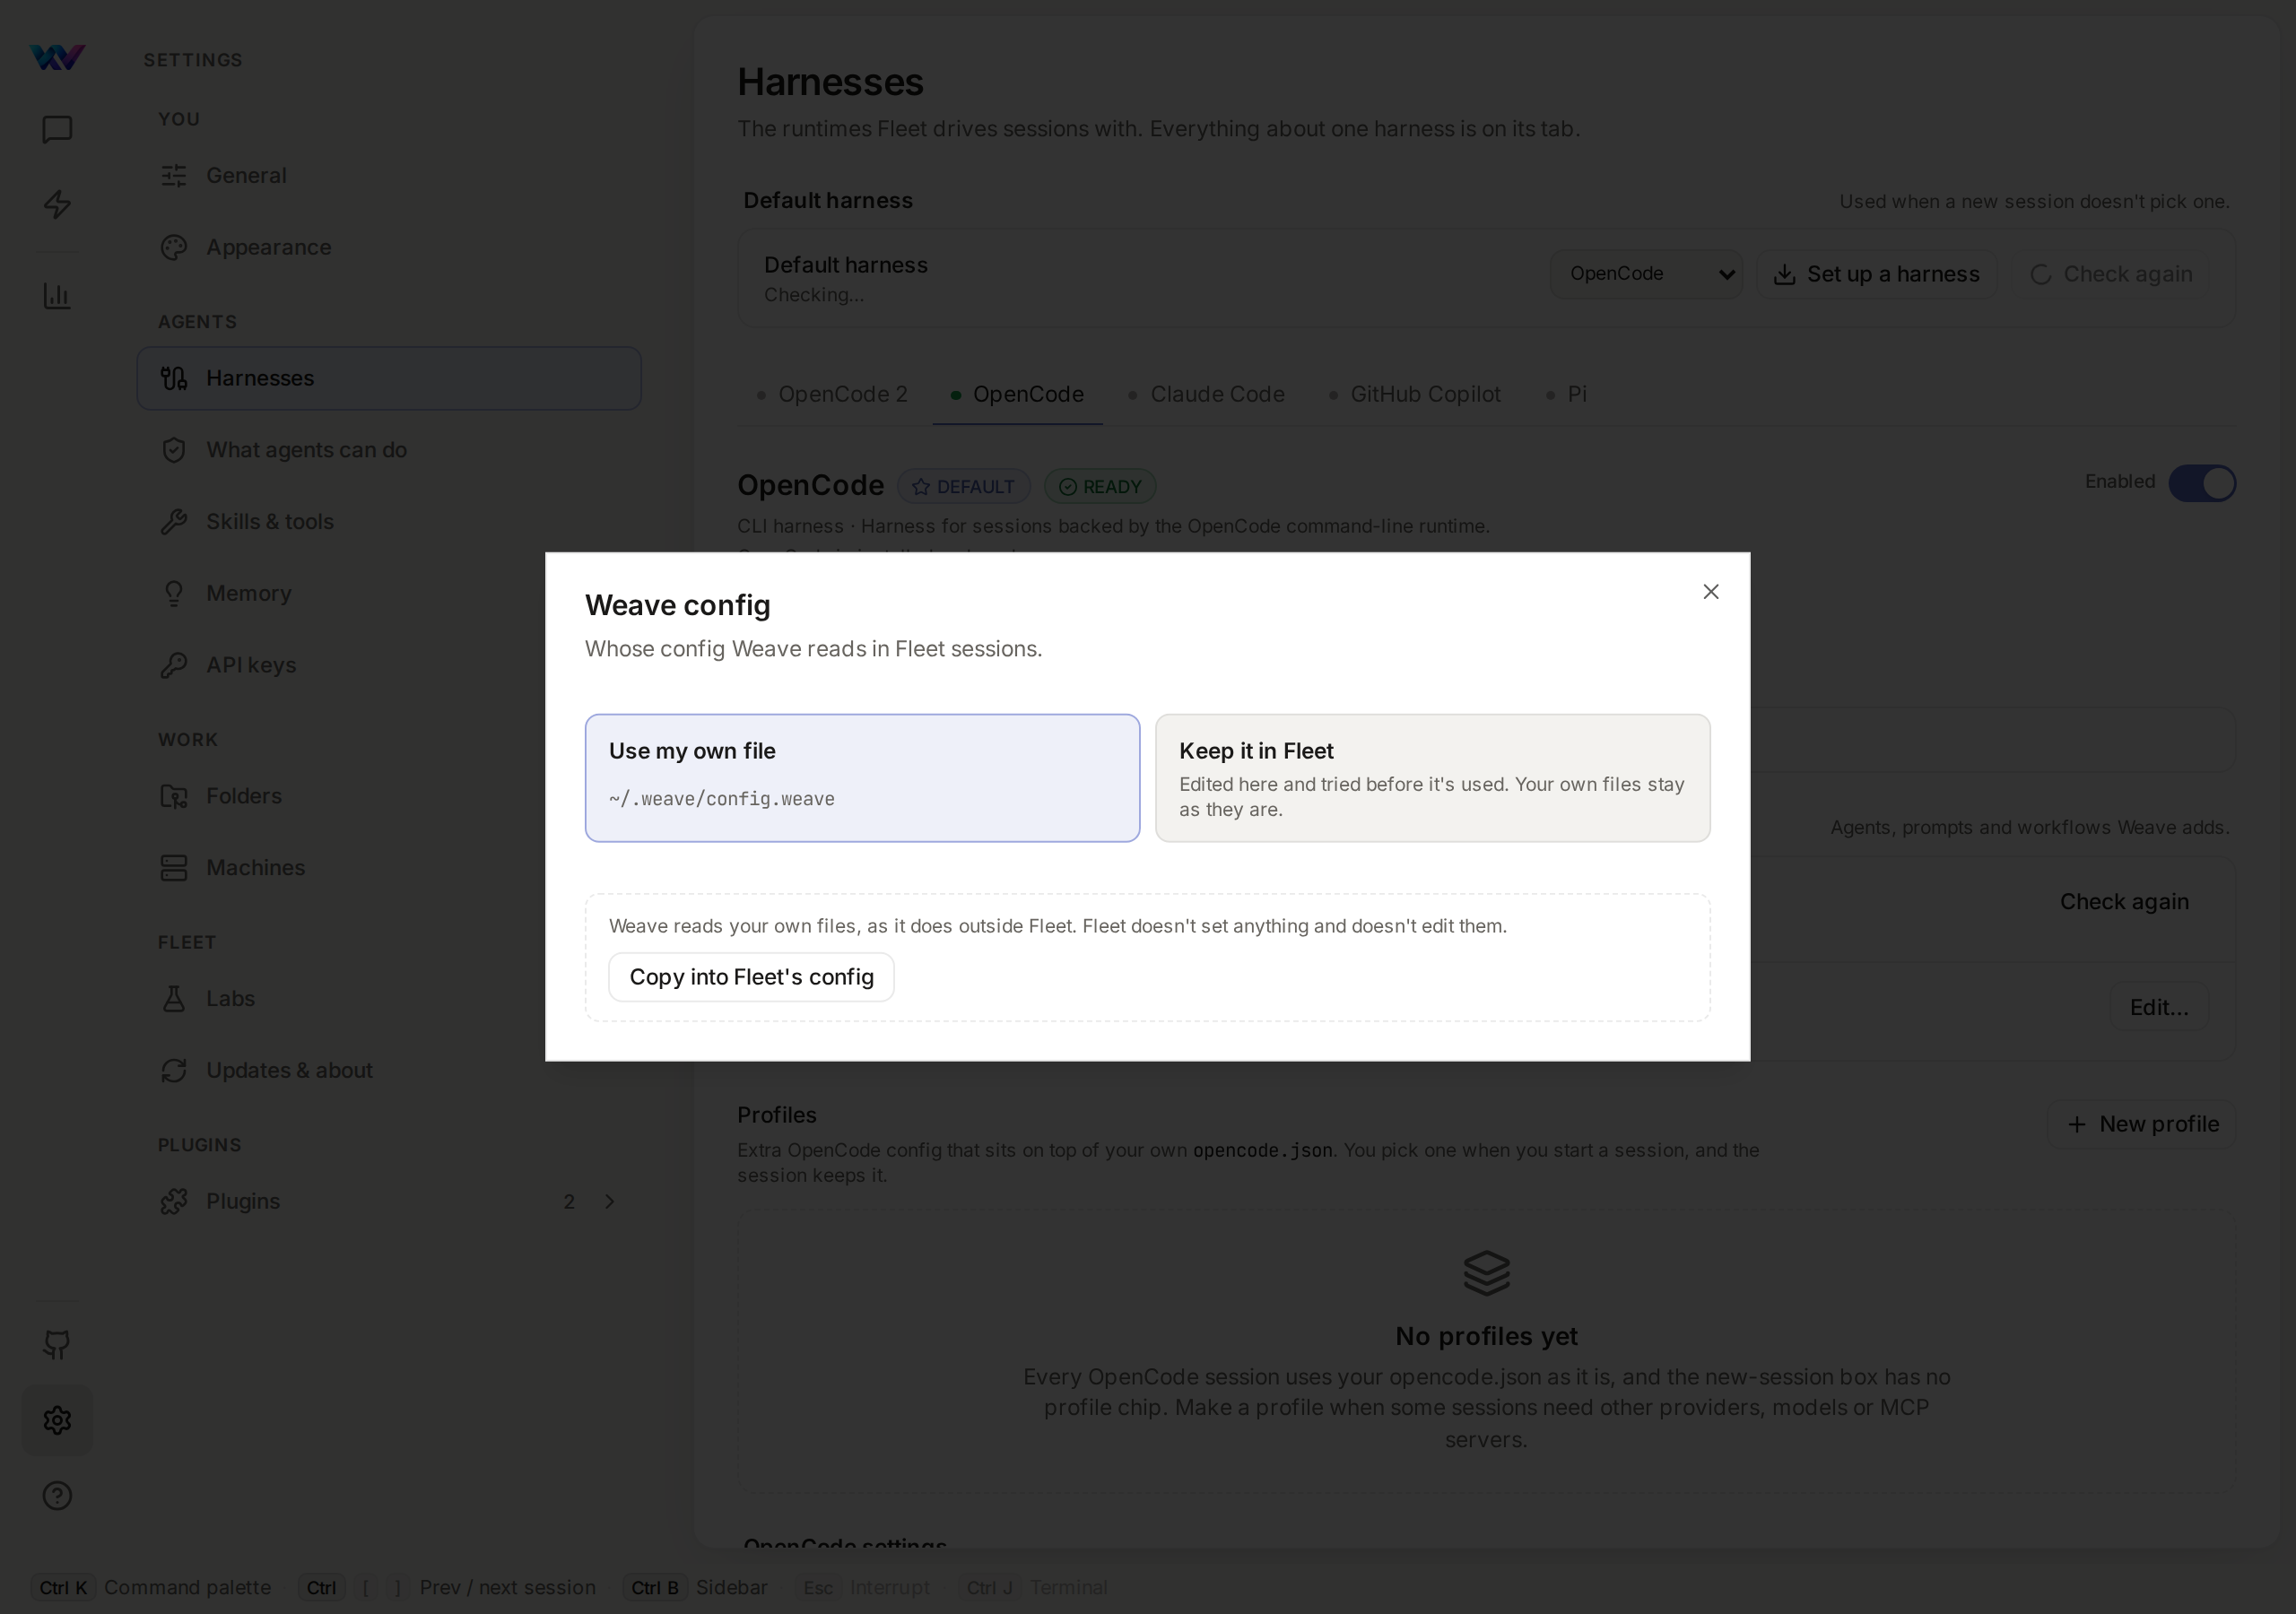 SETTINGS
YOU
General
Appearance
AGENTS
Harnesses
What agents can do
Skills & tools
Memory
API keys
WORK
Folders
Machines
FLEET
Labs
Updates & about
PLUGINS
Plugins 2
Harnesses
The runtimes Fleet drives sessions with. Everything about one harness is on its tab.
Default harness
Used when a new session doesn't pick one.
Default harness
Checking...
OpenCode
Set up a harness
Check again
OpenCode 2
OpenCode
Claude Code
GitHub Copilot
Pi
OpenCode
DEFAULT
READY
Enabled
CLI harness · Harness for sessions backed by the OpenCode command-line runtime.
Weave config
Whose config Weave reads in Fleet sessions.
Use my own file
~/.weave/config.weave
Keep it in Fleet
Edited here and tried before it's used. Your own files stay
as they are.
Weave reads your own files, as it does outside Fleet. Fleet doesn't set anything and doesn't edit them.
Copy into Fleet's config
Agents, prompts and workflows Weave adds.
Check again
Edit...
Profiles
New profile
Extra OpenCode config that sits on top of your own opencode.json. You pick one when you start a session, and the
session keeps it.
No profiles yet
Every OpenCode session uses your opencode.json as it is, and the new-session box has no
profile chip. Make a profile when some sessions need other providers, models or MCP
servers.
OpenCode settings
Ctrl K Command palette · Ctrl [ ] Prev / next session · Ctrl B Sidebar Esc Interrupt Ctrl J Terminal